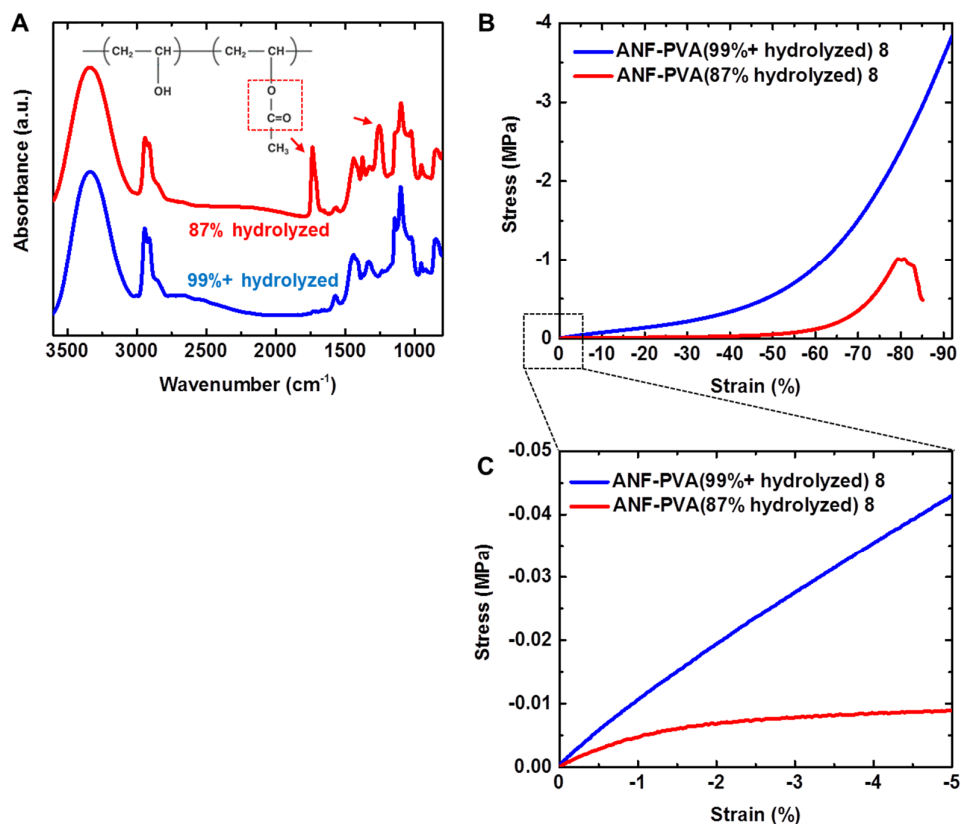 A
CH₂
CH
CH₂
CH
OH
O
C=O
CH₃
87% hydrolyzed
99%+ hydrolyzed
Absorbance (a.u.)
3500 3000 2500 2000 1500 1000
Wavenumber (cm⁻¹)
B
ANF-PVA(99%+ hydrolyzed) 8
ANF-PVA(87% hydrolyzed) 8
Stress (MPa)
-4
-3
-2
-1
0
0 -10 -20 -30 -40 -50 -60 -70 -80 -90
Strain (%)
C
ANF-PVA(99%+ hydrolyzed) 8
ANF-PVA(87% hydrolyzed) 8
Stress (MPa)
-0.05
-0.04
-0.03
-0.02
-0.01
0.00
0 -1 -2 -3 -4 -5
Strain (%)